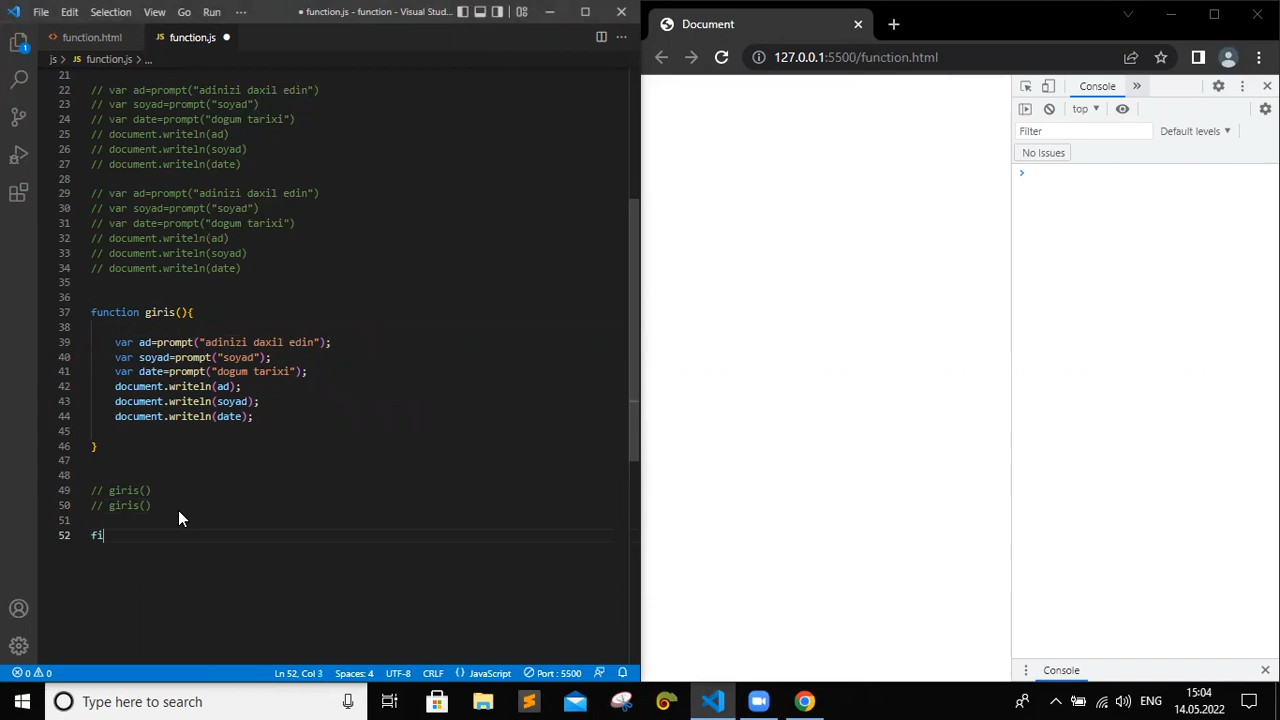 File Edit Selection View Go Run ··· ● function.js - function - Visual Stud...
function.html JS function.js ●
js > JS function.js > ...
21
22 // var ad=prompt("adinizi daxil edin")
23 // var soyad=prompt("soyad")
24 // var date=prompt("dogum tarixi")
25 // document.writeln(ad)
26 // document.writeln(soyad)
27 // document.writeln(date)
28
29 // var ad=prompt("adinizi daxil edin")
30 // var soyad=prompt("soyad")
31 // var date=prompt("dogum tarixi")
32 // document.writeln(ad)
33 // document.writeln(soyad)
34 // document.writeln(date)
35
36
37 function giris(){
38
39 var ad=prompt("adinizi daxil edin");
40 var soyad=prompt("soyad");
41 var date=prompt("dogum tarixi");
42 document.writeln(ad);
43 document.writeln(soyad);
44 document.writeln(date);
45
46 }
47
48
49 // giris()
50 // giris()
51
52 fi
1
0 0 Ln 52, Col 3 Spaces: 4 UTF-8 CRLF {} JavaScript Port : 5500
Document
127.0.0.1:5500/function.html
Console
top
Filter Default levels
No Issues
Console
Type here to search
ENG 15:04
14.05.2022